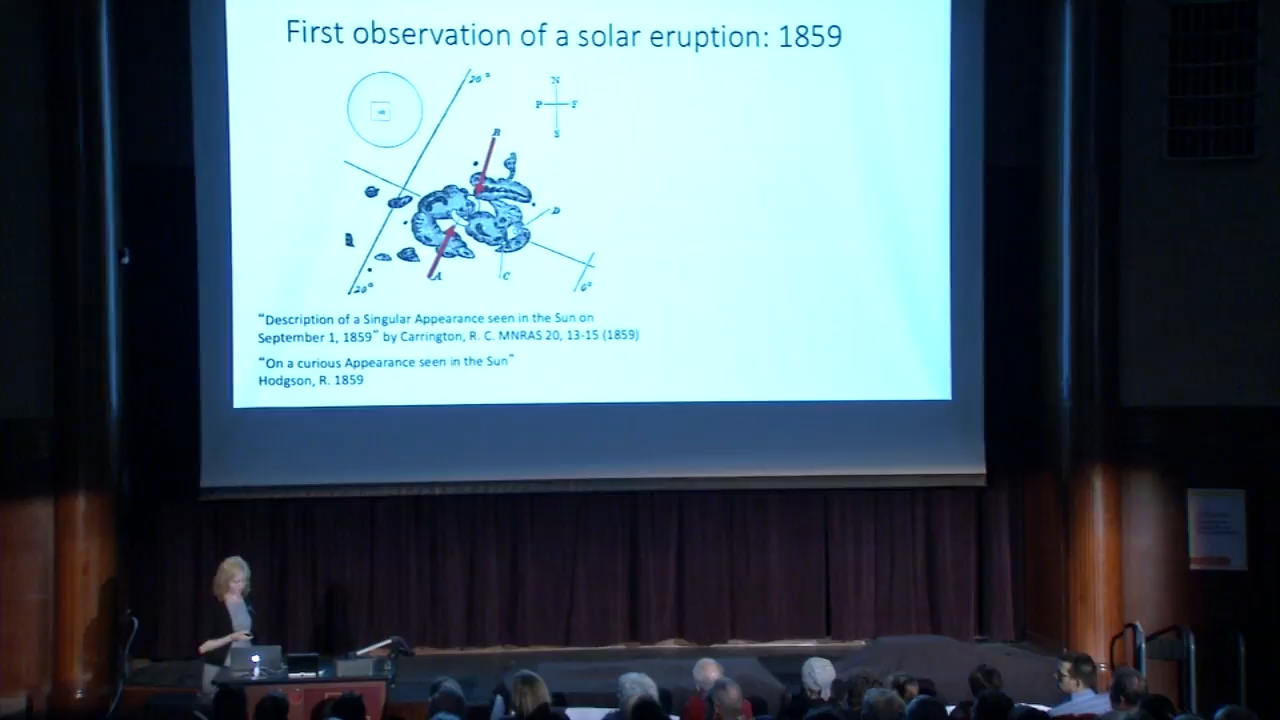 First observation of a solar eruption: 1859
20°
N
P F
S
B
D
A
C
20°
6°
“Description of a Singular Appearance seen in the Sun on
September 1, 1859” by Carrington, R. C. MNRAS 20, 13-15 (1859)
“On a curious Appearance seen in the Sun”
Hodgson, R. 1859